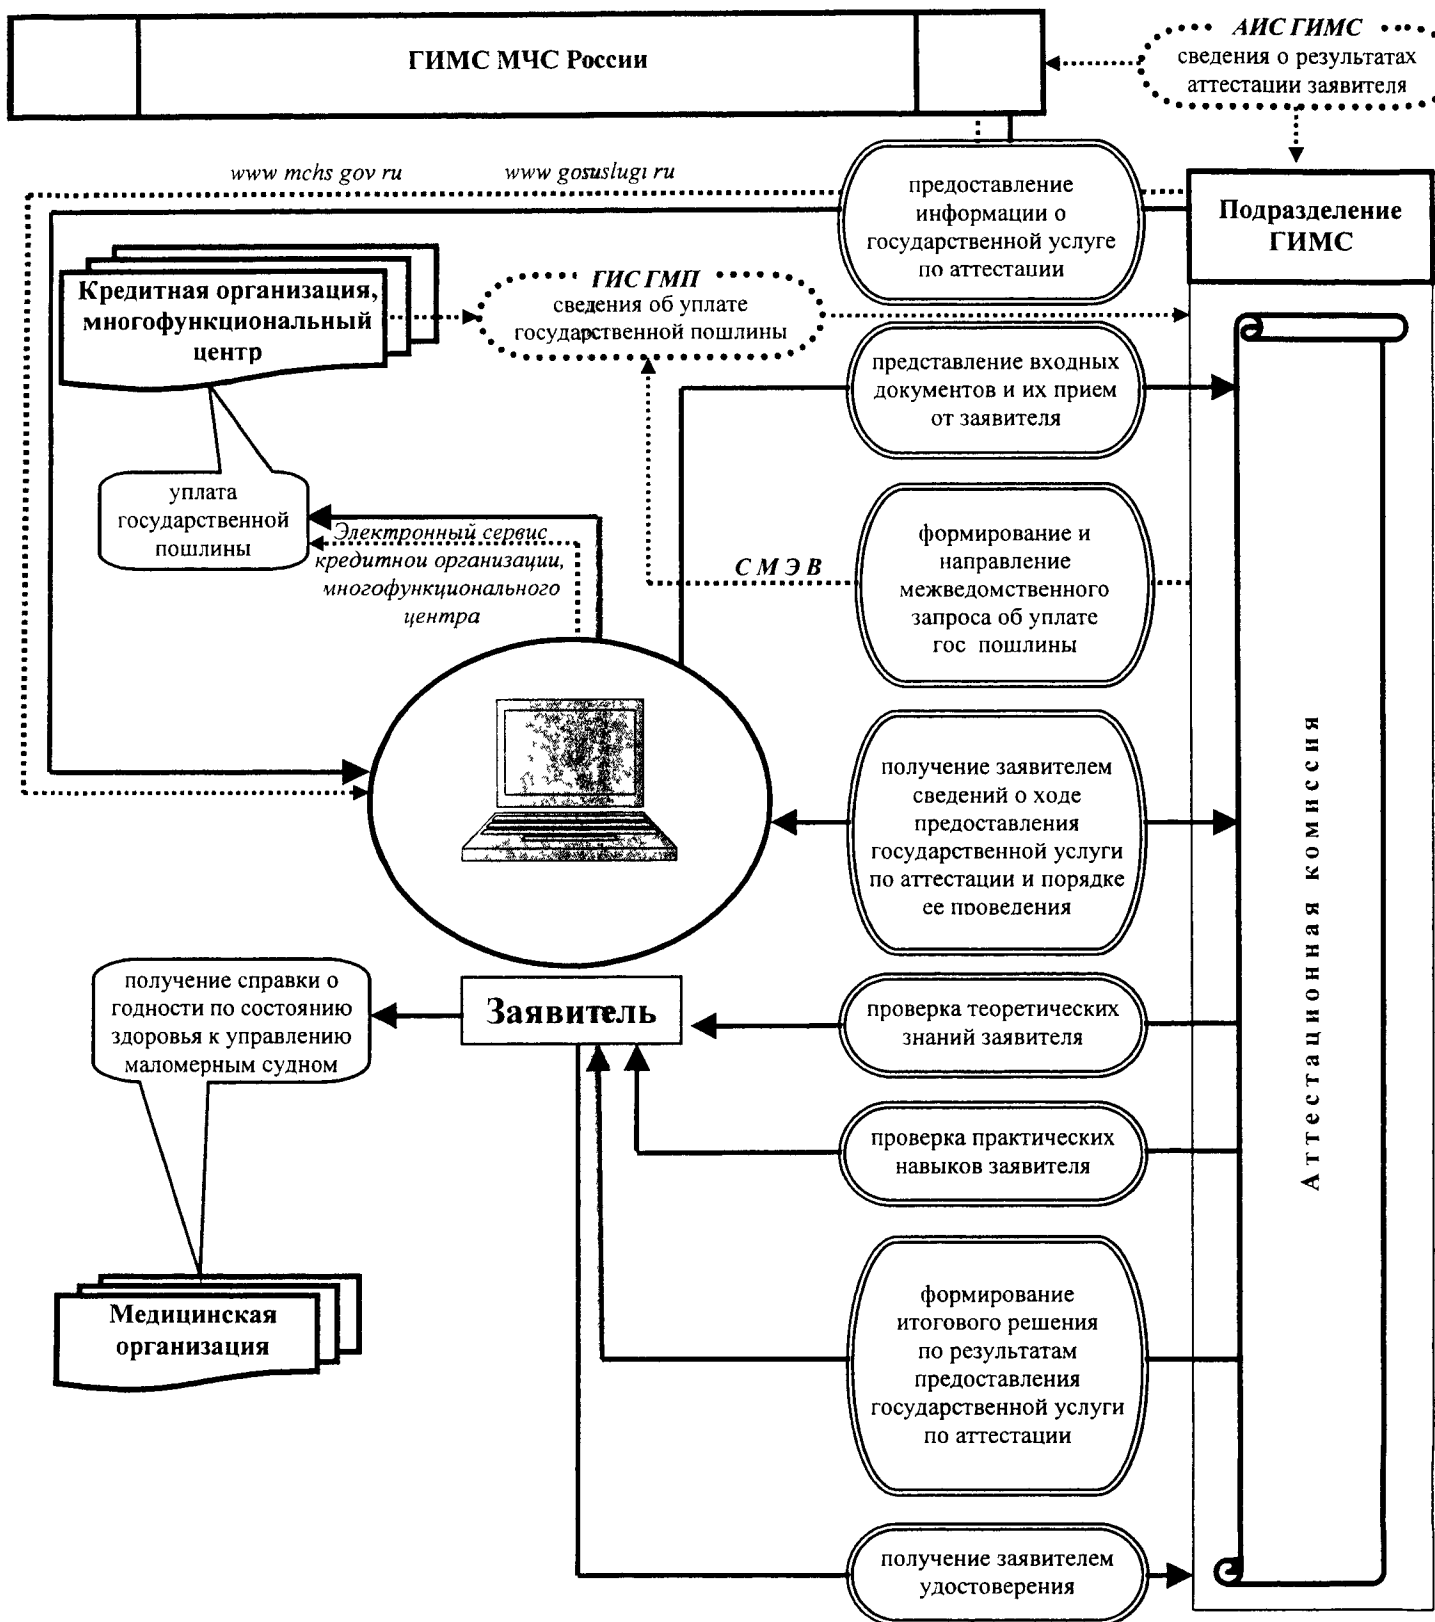 ГИМС МЧС России
АИС ГИМС
сведения о результатах
аттестации заявителя
www mchs gov ru
www gosuslugi ru
предоставление
информации о
государственной услуге
по аттестации
Подразделение
ГИМС
Кредитная организация,
многофункциональный
центр
ГИС ГМП
сведения об уплате
государственной пошлины
представление входных
документов и их прием
от заявителя
уплата
государственной
пошлины
Электронный сервис
кредитнои организации,
многофункционального
центра
СМЭВ
формирование и
направление
межведомственного
запроса об уплате
гос пошлины
получение заявителем
сведений о ходе
предоставления
государственной услуги
по аттестации и порядке
ее проведения
Аттестационная комиссия
получение справки о
годности по состоянию
здоровья к управлению
маломерным судном
Заявитель
проверка теоретических
знаний заявителя
проверка практических
навыков заявителя
Медицинская
организация
формирование
итогового решения
по результатам
предоставления
государственной услуги
по аттестации
получение заявителем
удостоверения